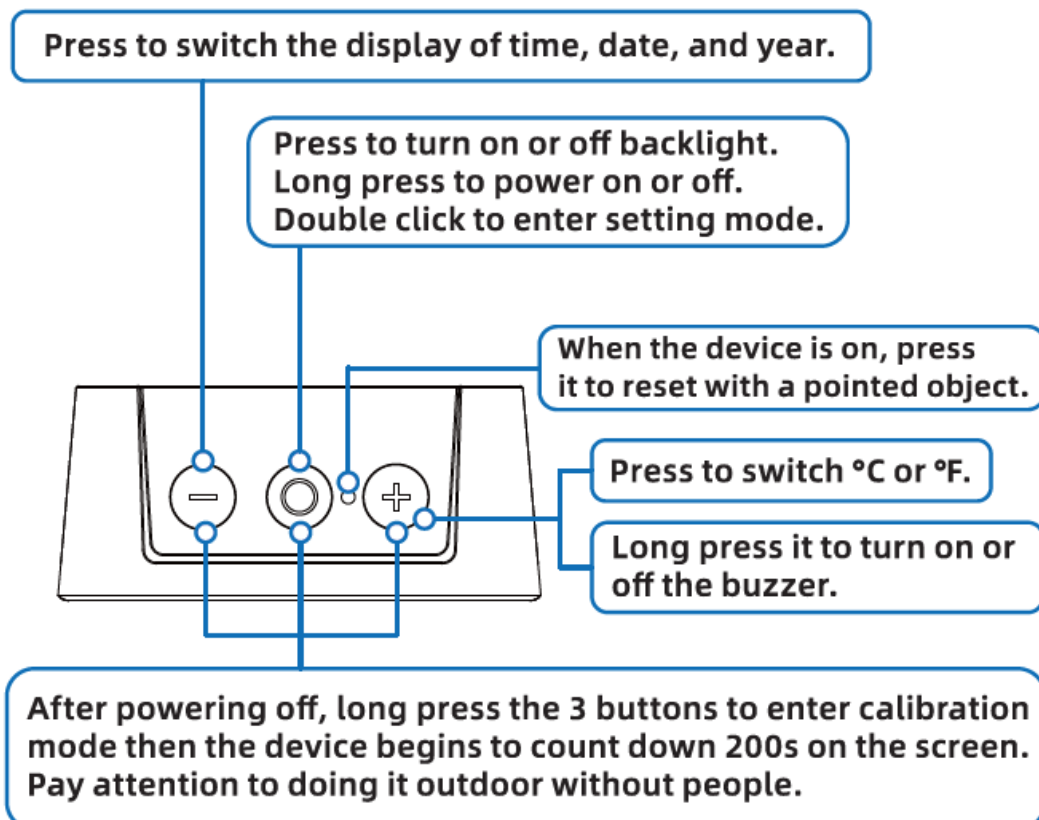 Press to switch the display of time, date, and year.
Press to turn on or off backlight.
Long press to power on or off.
Double click to enter setting mode.
When the device is on, press
it to reset with a pointed object.
Press to switch °C or °F.
Long press it to turn on or
off the buzzer.
After powering off, long press the 3 buttons to enter calibration
mode then the device begins to count down 200s on the screen.
Pay attention to doing it outdoor without people.